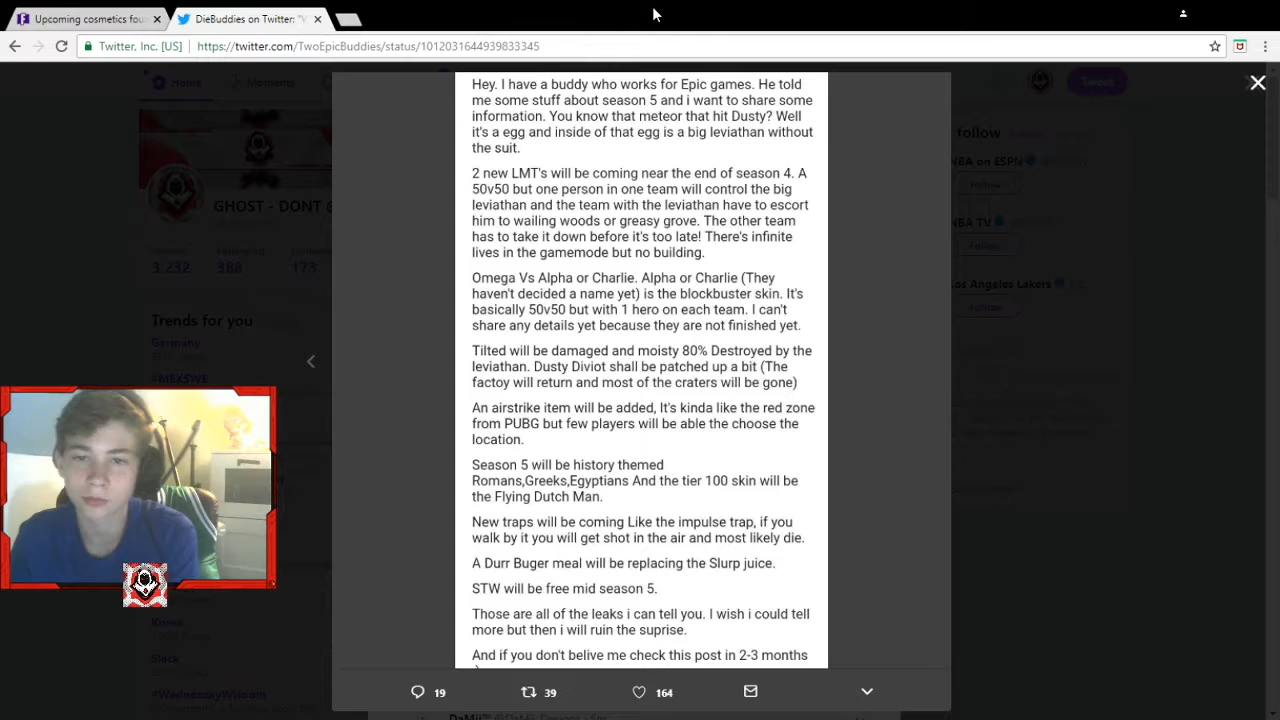 Upcoming cosmetics fou
DieBuddies on Twitter: "
Twitter, Inc. [US]
https://twitter.com/TwoEpicBuddies/status/1012031644939833345
Home
Moments
Tweet
Hey. I have a buddy who works for Epic games. He told
me some stuff about season 5 and i want to share some
information. You know that meteor that hit Dusty? Well
it's a egg and inside of that egg is a big leviathan without
the suit.
2 new LMT's will be coming near the end of season 4. A
50v50 but one person in one team will control the big
leviathan and the team with the leviathan have to escort
him to wailing woods or greasy grove. The other team
has to take it down before it's too late! There's infinite
lives in the gamemode but no building.
Omega Vs Alpha or Charlie. Alpha or Charlie (They
haven't decided a name yet) is the blockbuster skin. It's
basically 50v50 but with 1 hero on each team. I can't
share any details yet because they are not finished yet.
Tilted will be damaged and moisty 80% Destroyed by the
leviathan. Dusty Diviot shall be patched up a bit (The
factoy will return and most of the craters will be gone)
An airstrike item will be added, It's kinda like the red zone
from PUBG but few players will be able the choose the
location.
Season 5 will be history themed
Romans,Greeks,Egyptians And the tier 100 skin will be
the Flying Dutch Man.
New traps will be coming Like the impulse trap, if you
walk by it you will get shot in the air and most likely die.
A Durr Buger meal will be replacing the Slurp juice.
STW will be free mid season 5.
Those are all of the leaks i can tell you. I wish i could tell
more but then i will ruin the suprise.
And if you don't belive me check this post in 2-3 months
19
39
164
GHOST - DONT @
3,232
388
173
Trends for you
Germany
#MEXSWE
Korea
Slack
#WednesdayWisdom
follow
NBA on ESPN
Follow
NBA TV
Follow
Los Angeles Lakers
Follow